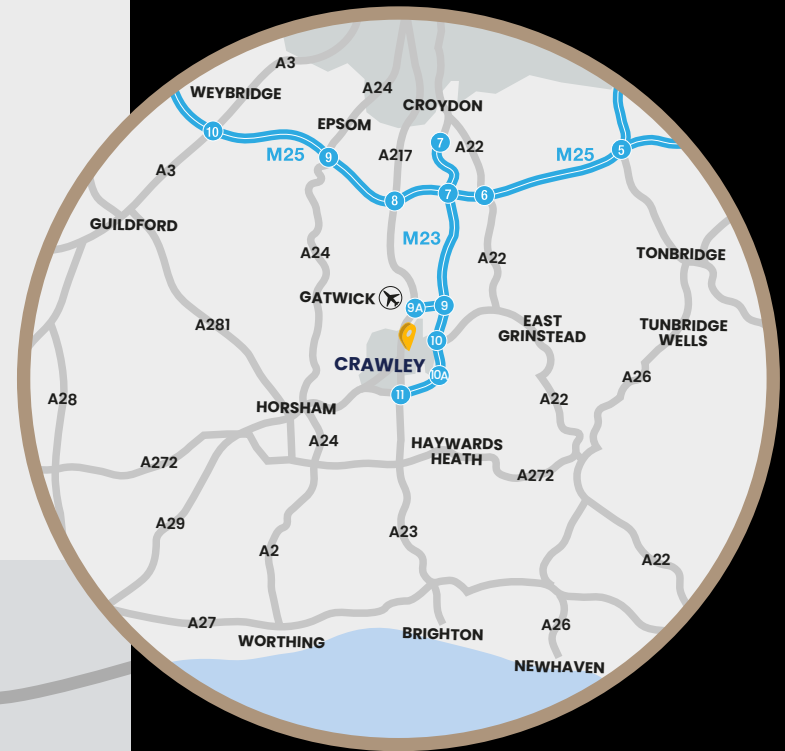 A3
A24
WEYBRIDGE
CROYDON
EPSOM
10
7
A22
M25
9
A217
M25
5
A3
8
7
6
GUILDFORD
M23
A24
A22
TONBRIDGE
GATWICK
9A
9
A281
EAST
GRINSTEAD
TUNBRIDGE
WELLS
10
CRAWLEY
10A
A26
11
A28
HORSHAM
A22
A24
HAYWARDS
HEATH
A272
A272
A29
A23
A2
A22
A27
A26
WORTHING
BRIGHTON
NEWHAVEN